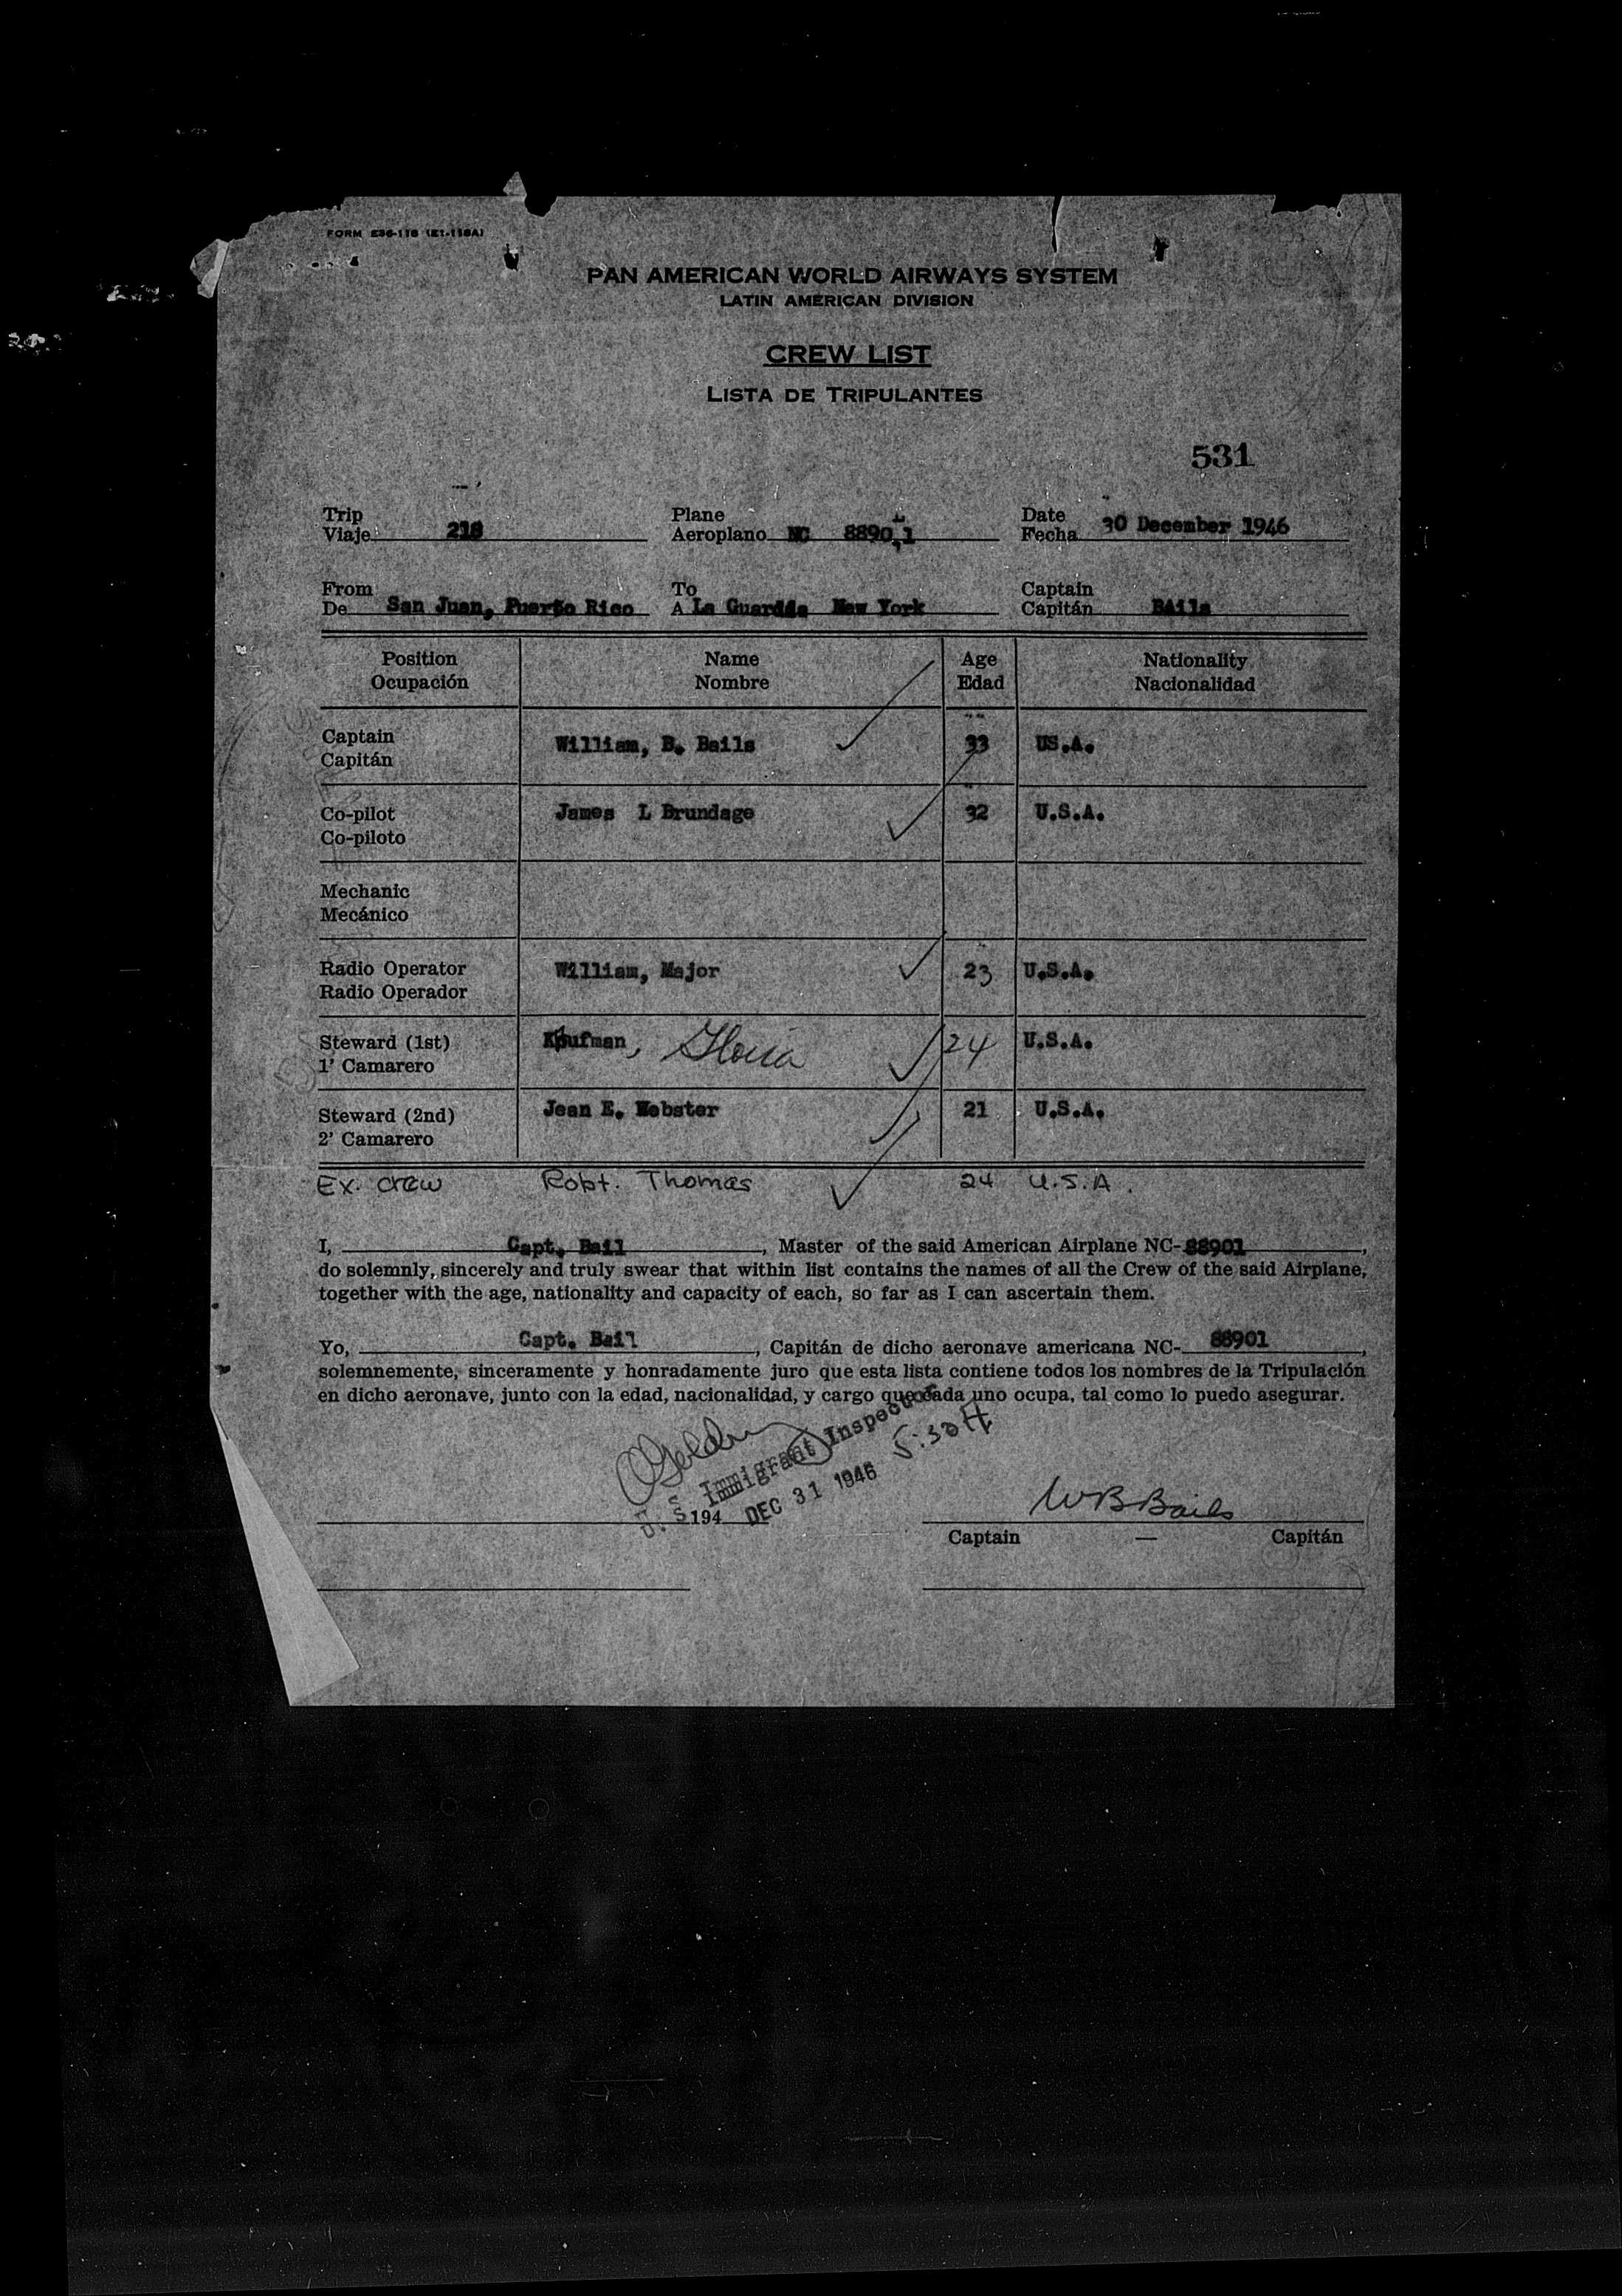 FORM E36-118 (E1-118A)
PAN AMERICAN WORLD AIRWAYS SYSTEM
LATIN AMERICAN DIVISION
CREW LIST
LISTA DE TRIPULANTES
531
Trip Plane Date
Viaje 218 Aeroplano NC 88901 Fecha 30 December 1946
From To Captain
De San Juan, Puerto Rico A La Guardia New York Capitán BAils
Position Name Age Nationality
Ocupación Nombre Edad Nacionalidad
Captain William, B. Bails 33 US.A.
Capitán
Co-pilot James L Brundage 32 U.S.A.
Co-piloto
Mechanic
Mecánico
Radio Operator William, Major 23 U.S.A.
Radio Operador
Steward (1st) Kaufman, Gloria 24 U.S.A.
1' Camarero
Steward (2nd) Jean E. Webster 21 U.S.A.
2' Camarero
Ex. crew Robt. Thomas 24 U.S.A.
I, Capt. Bail, Master of the said American Airplane NC-88901,
do solemnly, sincerely and truly swear that within list contains the names of all the Crew of the said Airplane,
together with the age, nationality and capacity of each, so far as I can ascertain them.
Yo, Capt. Bail, Capitán de dicho aeronave americana NC-88901,
solemnemente, sinceramente y honradamente juro que esta lista contiene todos los nombres de la Tripulación
en dicho aeronave, junto con la edad, nacionalidad, y cargo que cada uno ocupa, tal como lo puedo asegurar.
U. S. Immigrant Inspector
5:30 A
194 DEC 31 1946
WB Bails
Captain — Capitán